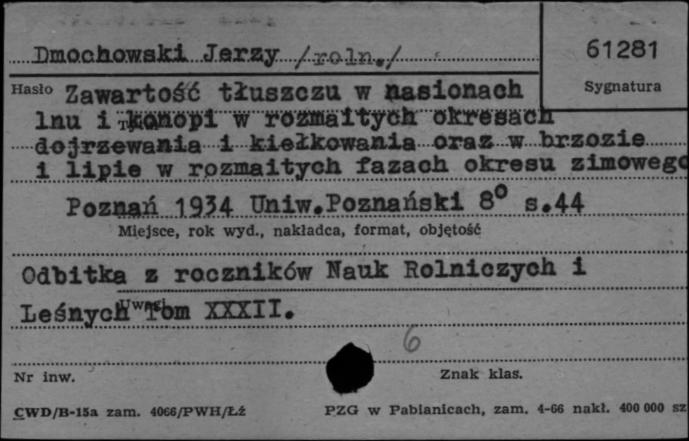 Dmochowski Jerzy /roln./
61281
Hasło
Sygnatura
Zawartość tłuszczu w nasionach
lnu i konopi w rozmaitych okresach
dojrzewania i kiełkowania oraz w brzozie
i lipie w rozmaitych fazach okresu zimowego
Poznań 1934 Uniw.Poznański 8° s.44
Miejsce, rok wyd., nakładca, format, objętość
Odbitka z roczników Nauk Rolniczych i
Uwagi
Leśnych Tom XXXII.
6
Nr inw.
Znak klas.
CWD/B-15a zam. 4066/PWH/Łź
PZG w Pabianicach, zam. 4-66 nakł. 400 000 sz